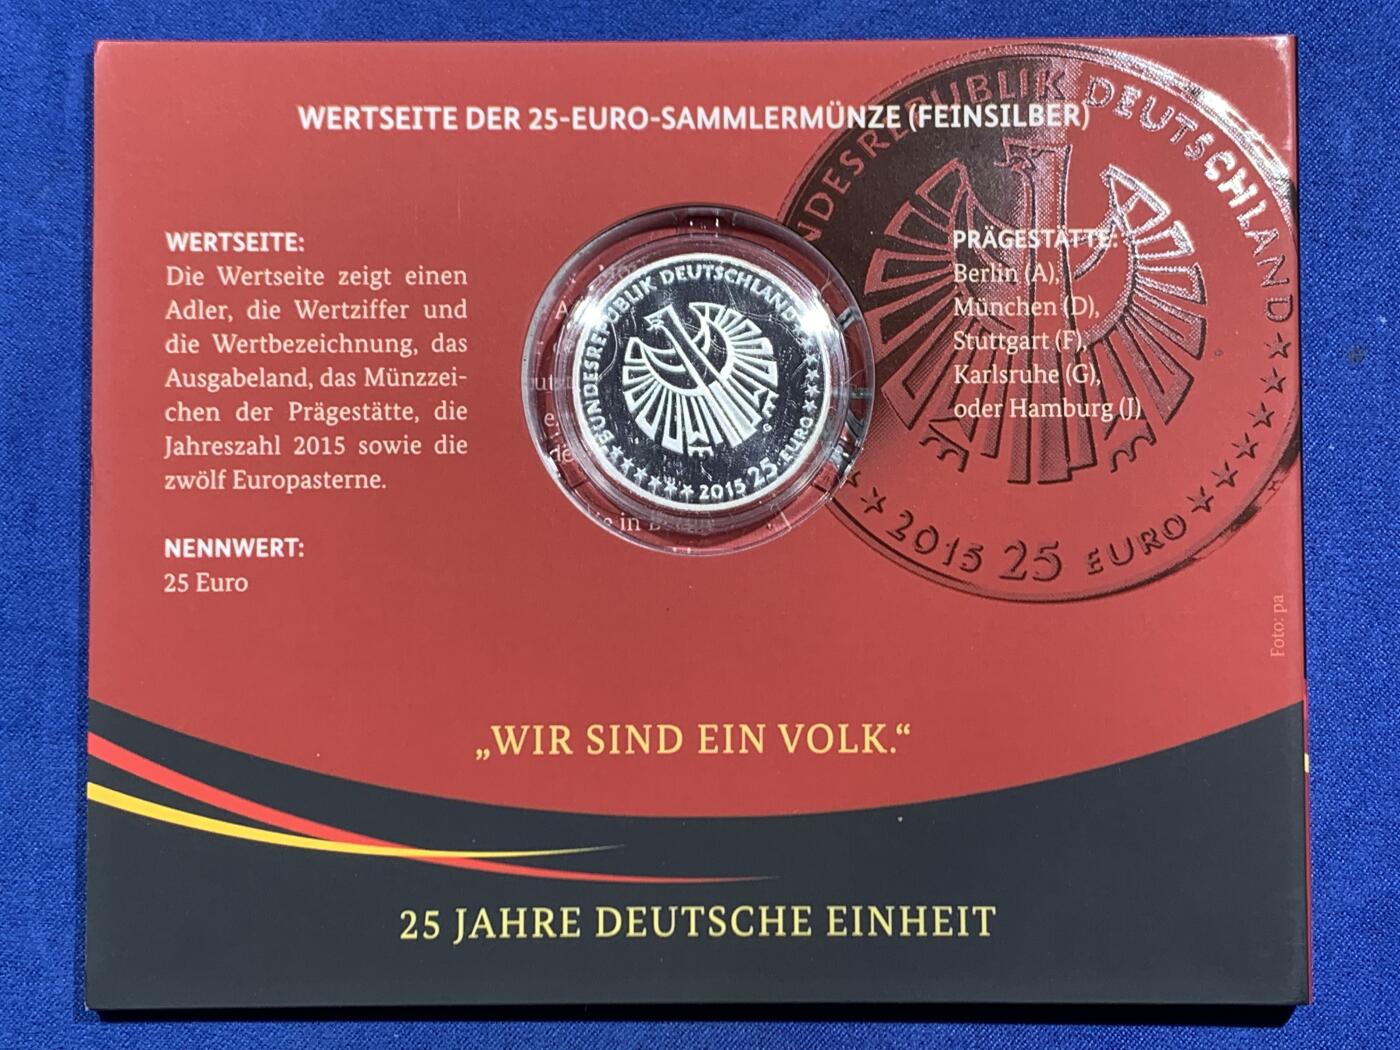 WERTSEITE DER 25-EURO-SAMMLERMÜNZE (FEINSILBER)
WERTSEITE:
Die Wertseite zeigt einen
Adler, die Wertziffer und
die Wertbezeichnung, das
Ausgabeland, das Münzzei-
chen der Prägestätte, die
Jahreszahl 2015 sowie die
zwölf Europasterne.
NENNWERT:
25 Euro
BUNDESREPUBLIK DEUTSCHLAND
G
2015 25 EURO
PRÄGESTÄTTE:
Berlin (A),
München (D),
Stuttgart (F),
Karlsruhe (G),
oder Hamburg (J)
BUNDESREPUBLIK DEUTSCHLAND
2015 25 EURO
Foto: pa
„WIR SIND EIN VOLK.“
25 JAHRE DEUTSCHE EINHEIT